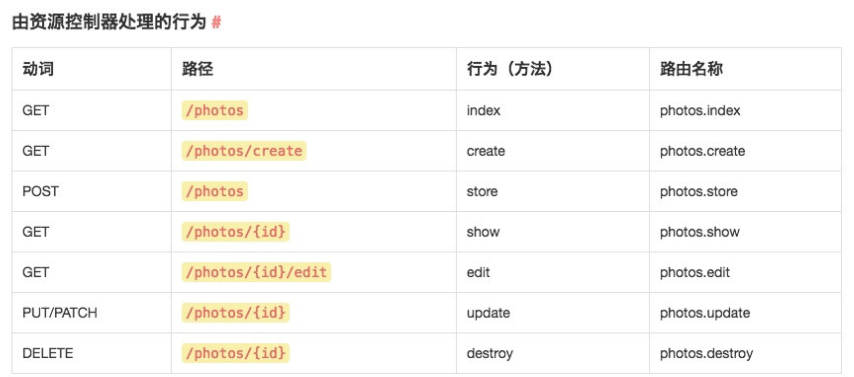 由资源控制器处理的行为 #
动词 路径 行为（方法） 路由名称
GET /photos index photos.index
GET /photos/create create photos.create
POST /photos store photos.store
GET /photos/{id} show photos.show
GET /photos/{id}/edit edit photos.edit
PUT/PATCH /photos/{id} update photos.update
DELETE /photos/{id} destroy photos.destroy